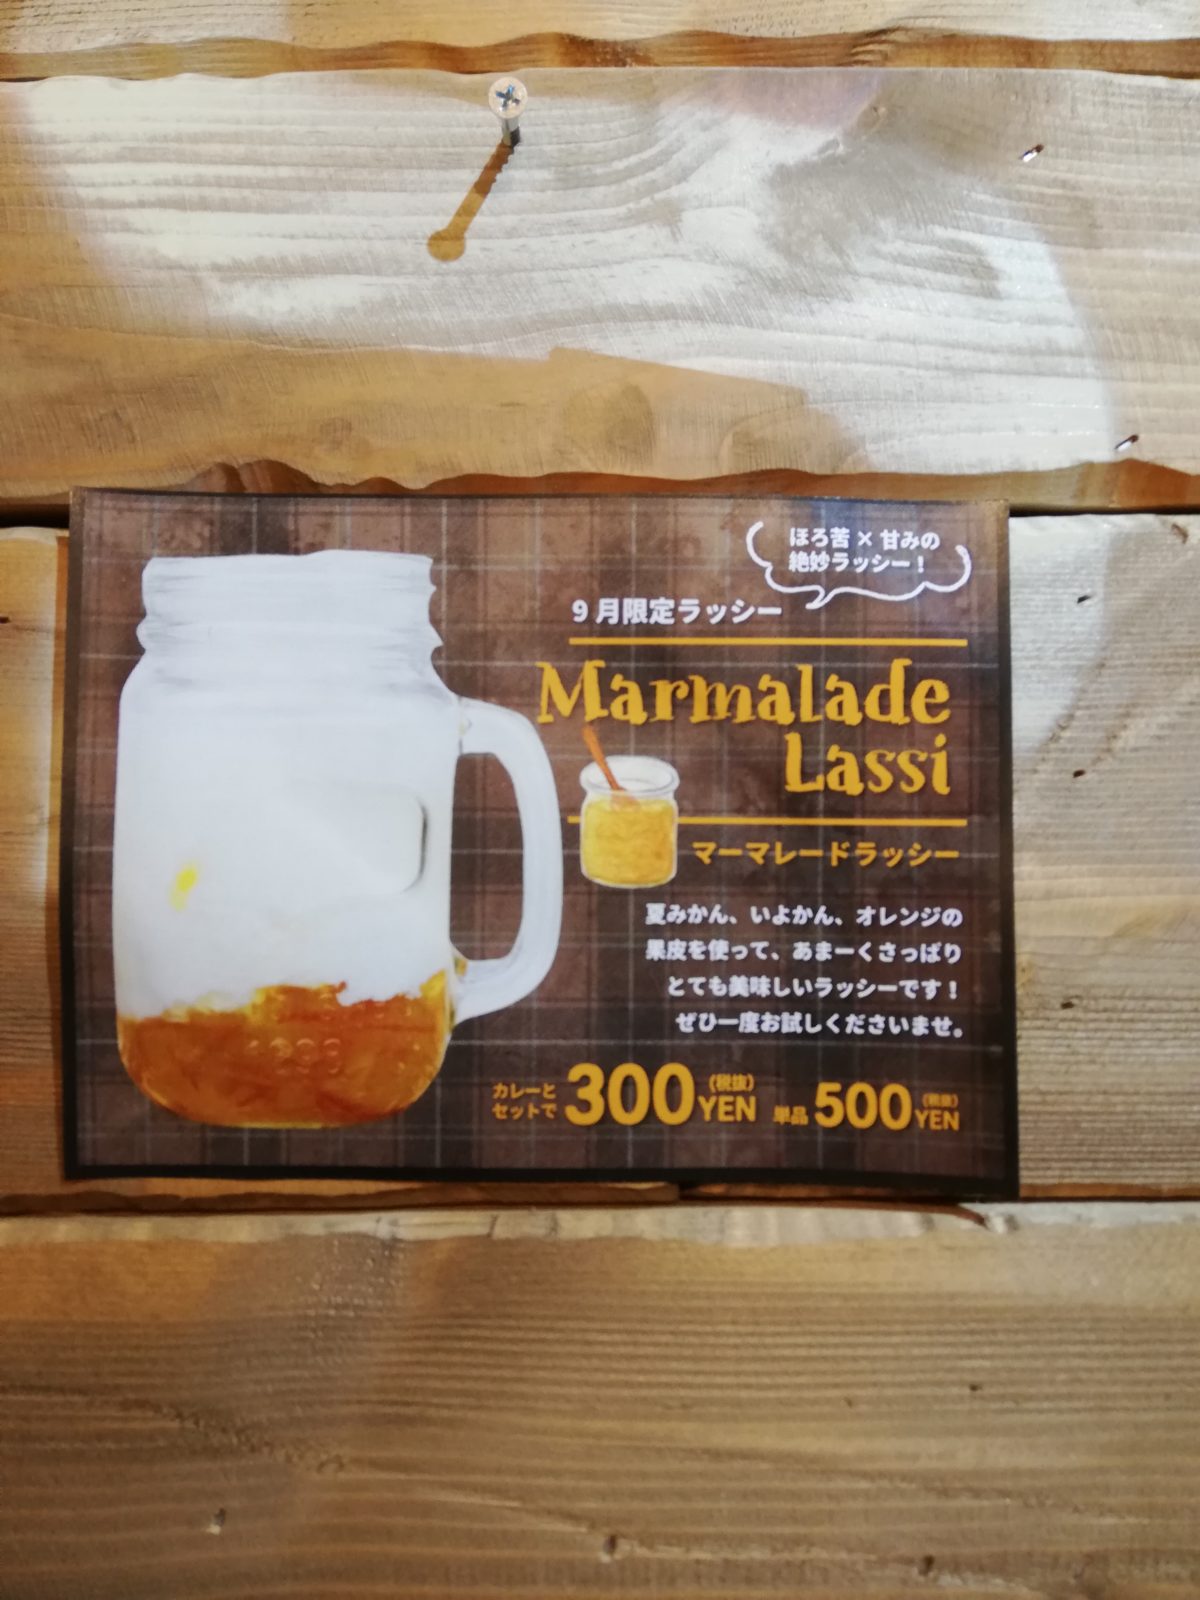 ほろ苦×甘みの
絶妙ラッシー！
9月限定ラッシー
Marmalade
Lassi
マーマレードラッシー
夏みかん、いよかん、オレンジの
果皮を使って、あまーくさっぱり
とても美味しいラッシーです！
ぜひ一度お試しくださいませ。
カレーと
セットで 300 YEN (税抜) 単品 500 YEN (税抜)